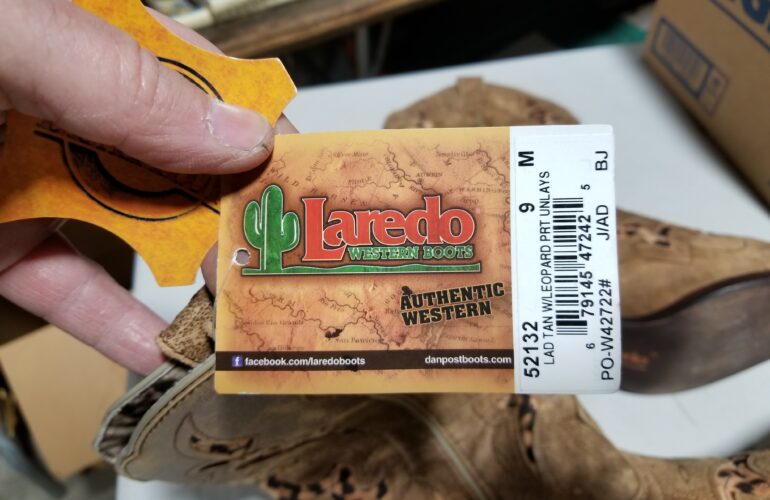 Laredo
WESTERN BOOTS
AUTHENTIC
WESTERN
f facebook.com/laredoboots
danpostboots.com
52132 9 M
LAD TAN W/LEOPARD PRT UNLAYS
6 79145 47242 5
PO-W42722# J/AD BJ